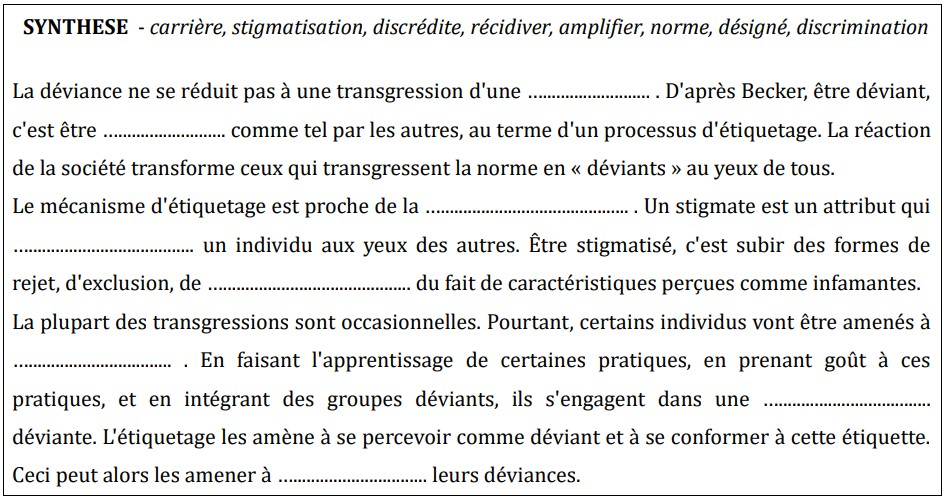 SYNTHESE - carrière, stigmatisation, discrédite, récidiver, amplifier, norme, désigné, discrimination
La déviance ne se réduit pas à une transgression d'une ........................... . D'après Becker, être déviant,
c'est être .......................... comme tel par les autres, au terme d'un processus d'étiquetage. La réaction
de la société transforme ceux qui transgressent la norme en « déviants » au yeux de tous.
Le mécanisme d'étiquetage est proche de la ........................................... . Un stigmate est un attribut qui
...................................... un individu aux yeux des autres. Être stigmatisé, c'est subir des formes de
rejet, d'exclusion, de ........................................... du fait de caractéristiques perçues comme infamantes.
La plupart des transgressions sont occasionnelles. Pourtant, certains individus vont être amenés à
.................................. . En faisant l'apprentissage de certaines pratiques, en prenant goût à ces
pratiques, et en intégrant des groupes déviants, ils s'engagent dans une ...................................
déviante. L'étiquetage les amène à se percevoir comme déviant et à se conformer à cette étiquette.
Ceci peut alors les amener à ................................ leurs déviances.